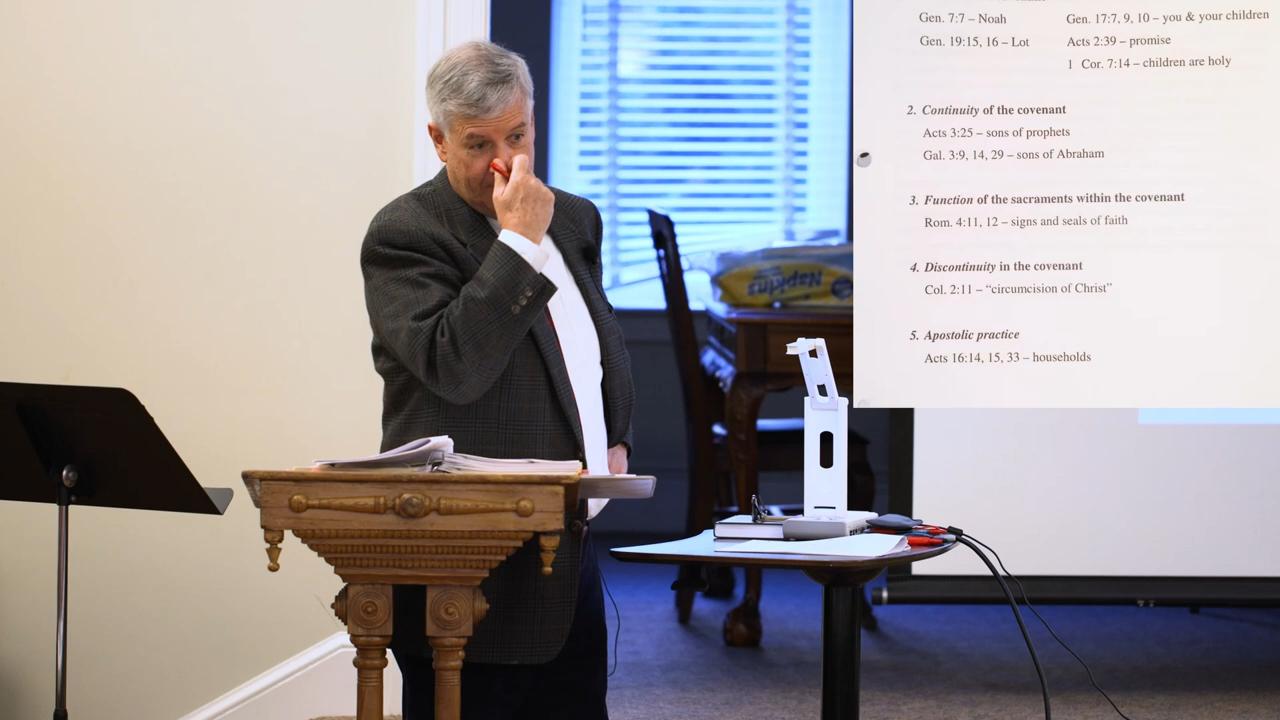 Gen. 7:7 – Noah
Gen. 17:7, 9, 10 – you & your children
Gen. 19:15, 16 – Lot
Acts 2:39 – promise
1 Cor. 7:14 – children are holy
2. Continuity of the covenant
Acts 3:25 – sons of prophets
Gal. 3:9, 14, 29 – sons of Abraham
3. Function of the sacraments within the covenant
Rom. 4:11, 12 – signs and seals of faith
4. Discontinuity in the covenant
Col. 2:11 – “circumcision of Christ”
5. Apostolic practice
Acts 16:14, 15, 33 – households
Napkins